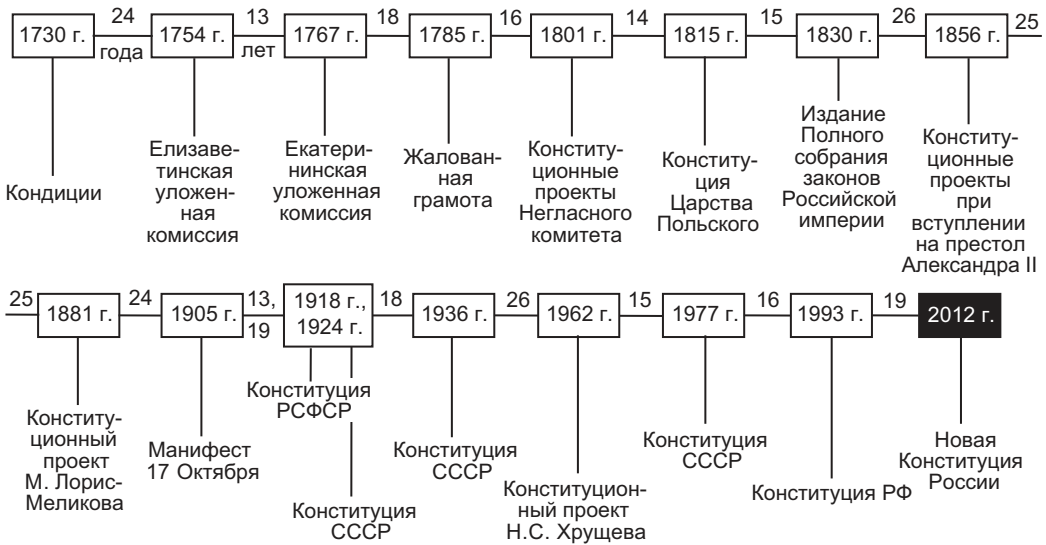 1730 г. 24 года 1754 г. 13 лет 1767 г. 18 1785 г. 16 1801 г. 14 1815 г. 15 1830 г. 26 1856 г. 25
Кондиции
Елизаве-
тинская
уложен-
ная
комиссия
Екатери-
нинская
уложенная
комиссия
Жалован-
ная
грамота
Конститу-
ционные
проекты
Негласного
комитета
Конститу-
ция
Царства
Польского
Издание
Полного
собрания
законов
Российской
империи
Конститу-
ционные
проекты
при
вступлении
на престол
Александра II
25 1881 г. 24 1905 г. 13, 19 1918 г., 1924 г. 18 1936 г. 26 1962 г. 15 1977 г. 16 1993 г. 19 2012 г.
Конститу-
ционный
проект
М. Лорис-
Меликова
Манифест
17 Октября
Конституция
РСФСР
Конституция
СССР
Конституция
СССР
Конституцион-
ный проект
Н.С. Хрущева
Конституция
СССР
Конституция РФ
Новая
Конституция
России